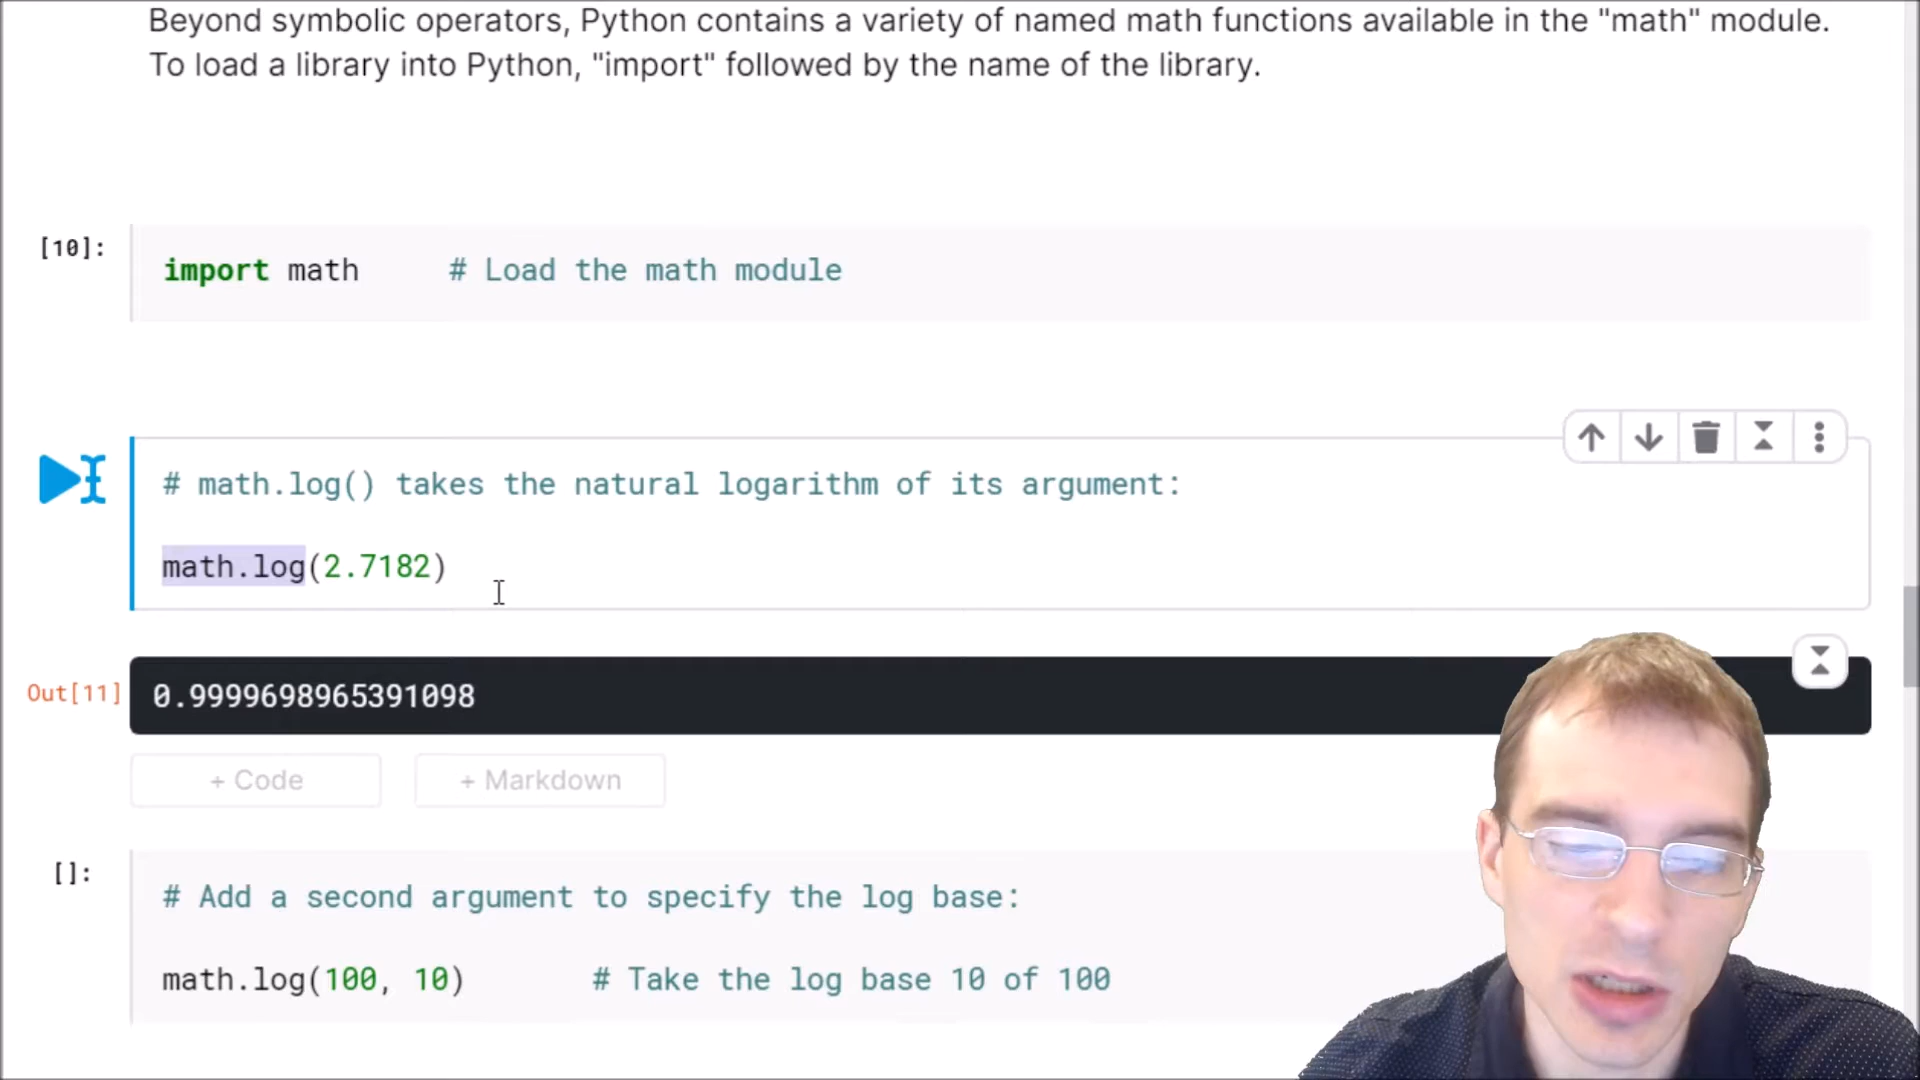 Beyond symbolic operators, Python contains a variety of named math functions available in the "math" module.
To load a library into Python, "import" followed by the name of the library.
[10]:
import math     # Load the math module
# math.log() takes the natural logarithm of its argument:
math.log(2.7182)
Out[11]
0.9999698965391098
+ Code
+ Markdown
[]:
# Add a second argument to specify the log base:
math.log(100, 10)       # Take the log base 10 of 100